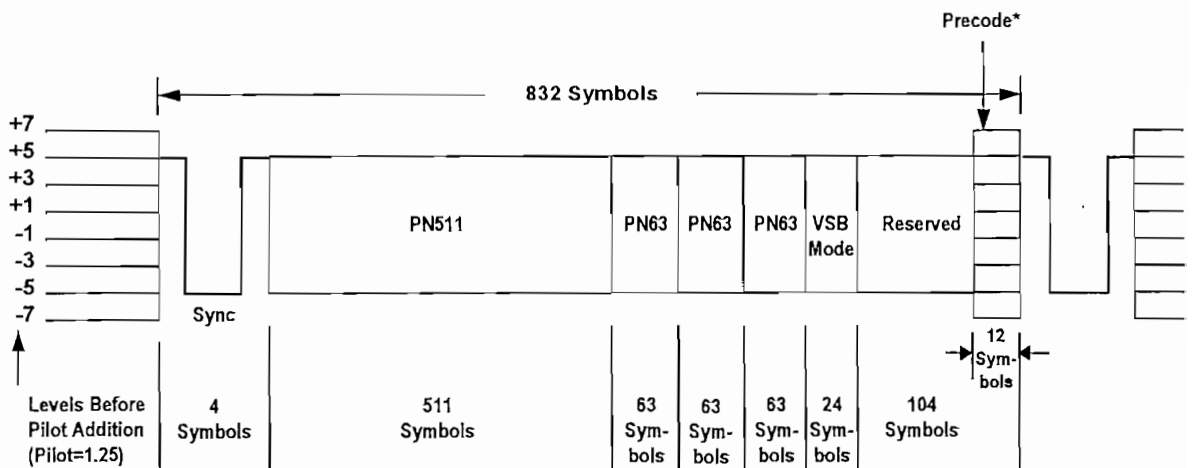 Precode*
832 Symbols
+7
+5
+3
+1
-1
-3
-5
-7
PN511
PN63
PN63
PN63
VSB
Mode
Reserved
Sync
12
Sym-
bols
Levels Before
Pilot Addition
(Pilot=1.25)
4
Symbols
511
Symbols
63
Sym-
bols
63
Sym-
bols
63
Sym-
bols
24
Sym-
bols
104
Symbols